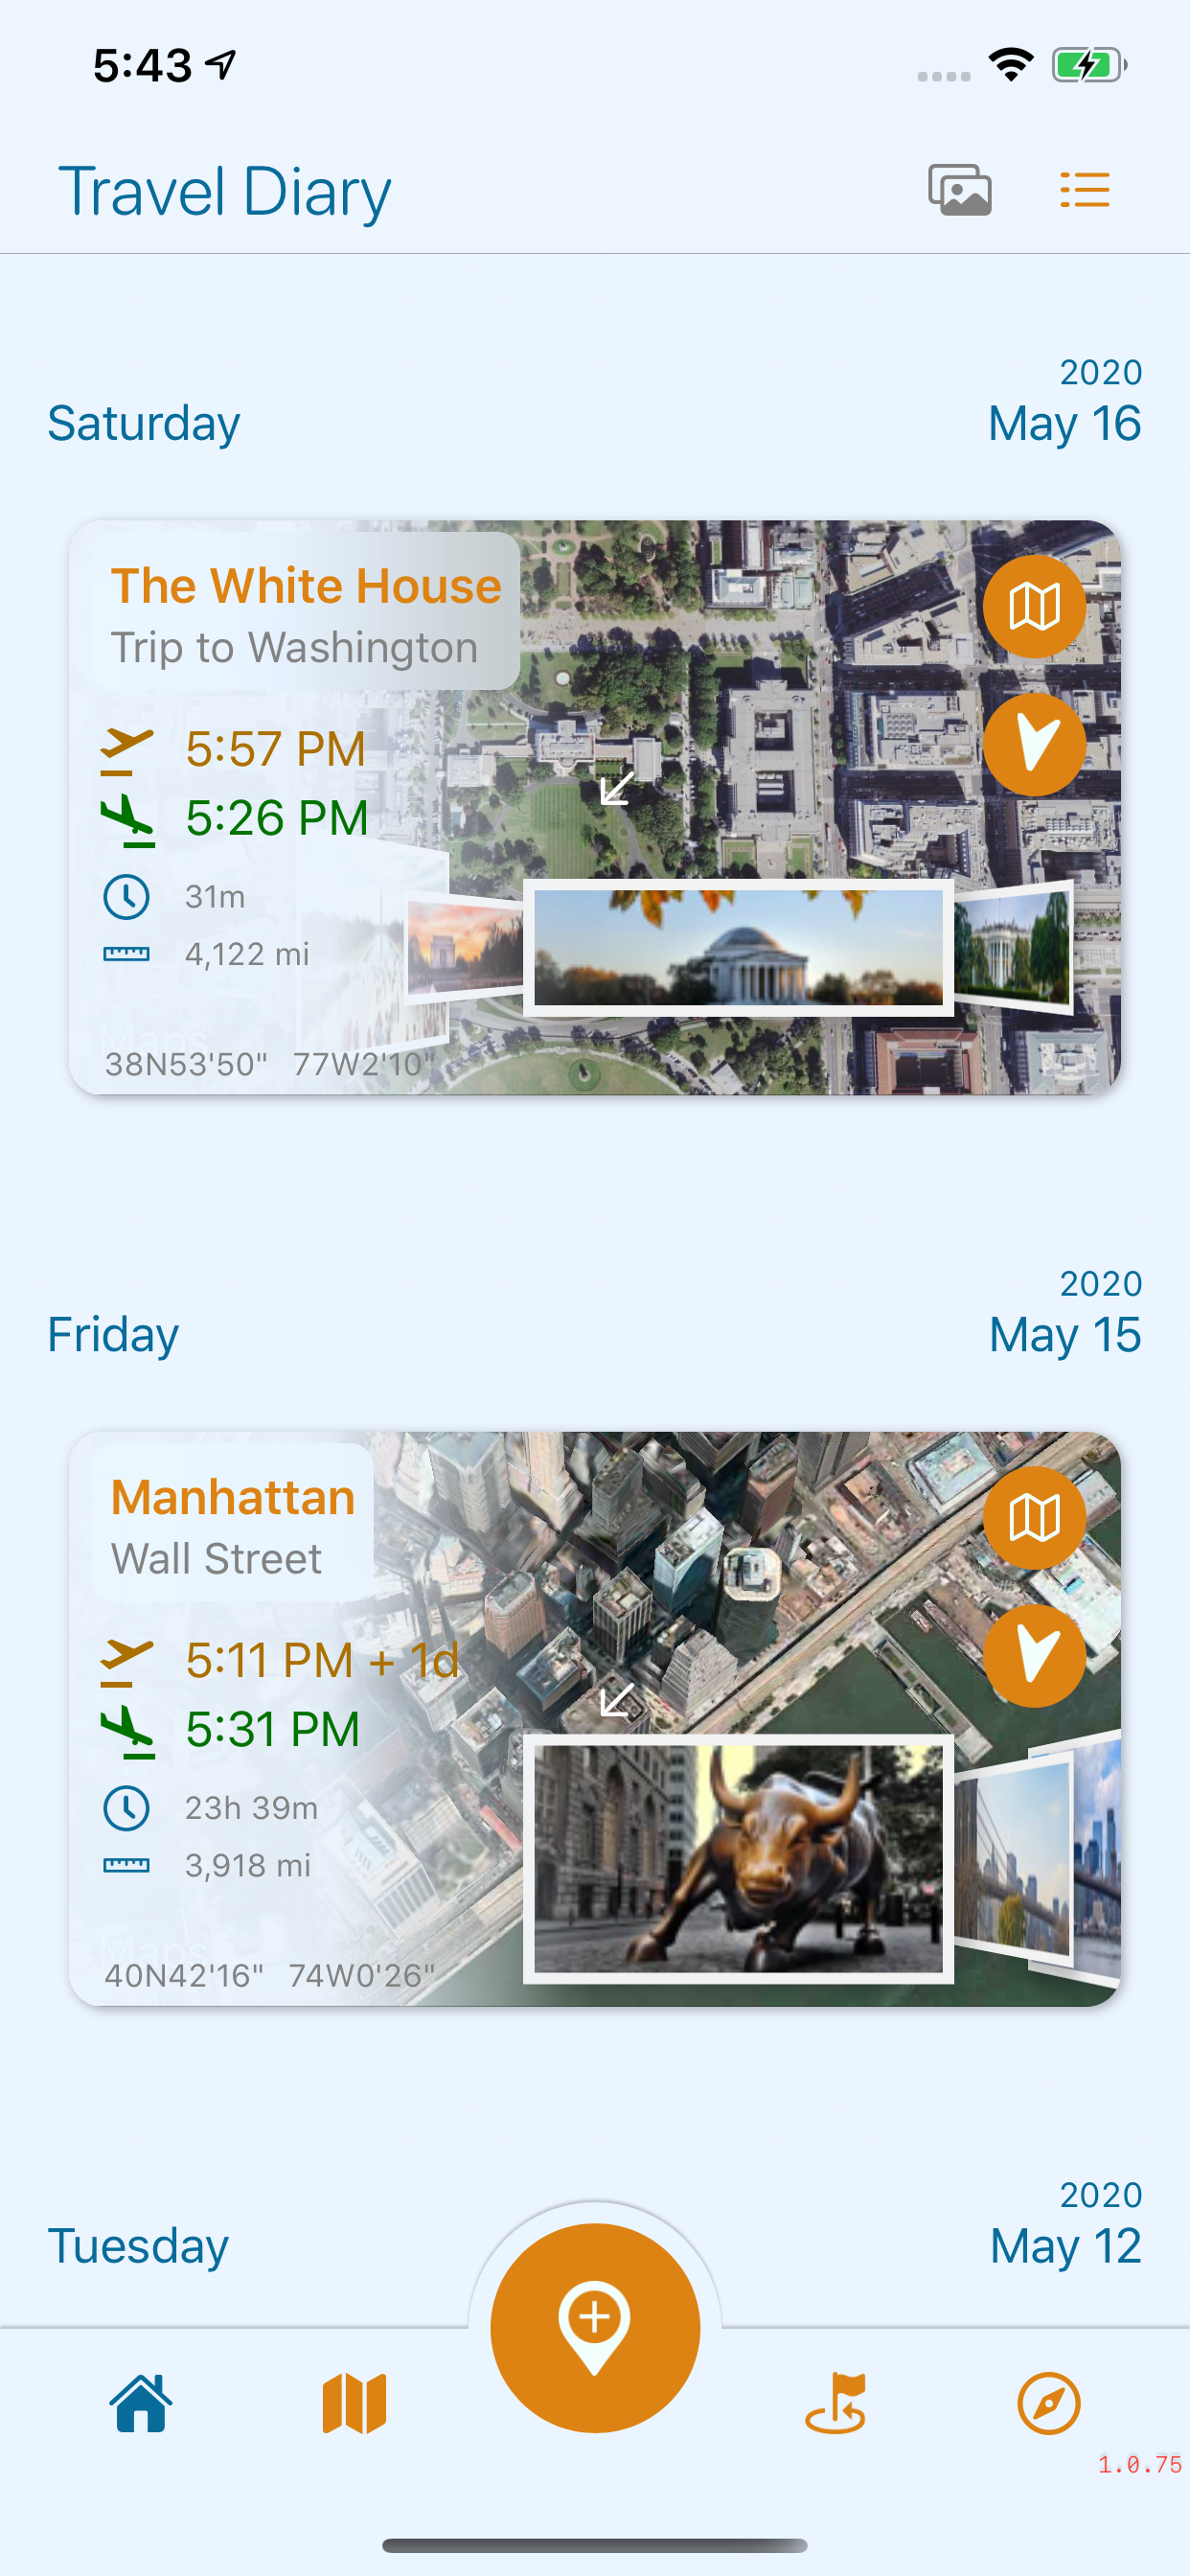 5:43
Travel Diary
2020
Saturday May 16
The White House
Trip to Washington
5:57 PM
5:26 PM
31m
4,122 mi
Maps
38N53'50" 77W2'10"
2020
Friday May 15
Manhattan
Wall Street
5:11 PM + 1d
5:31 PM
23h 39m
3,918 mi
Maps
40N42'16" 74W0'26"
2020
Tuesday May 12
1.0.75